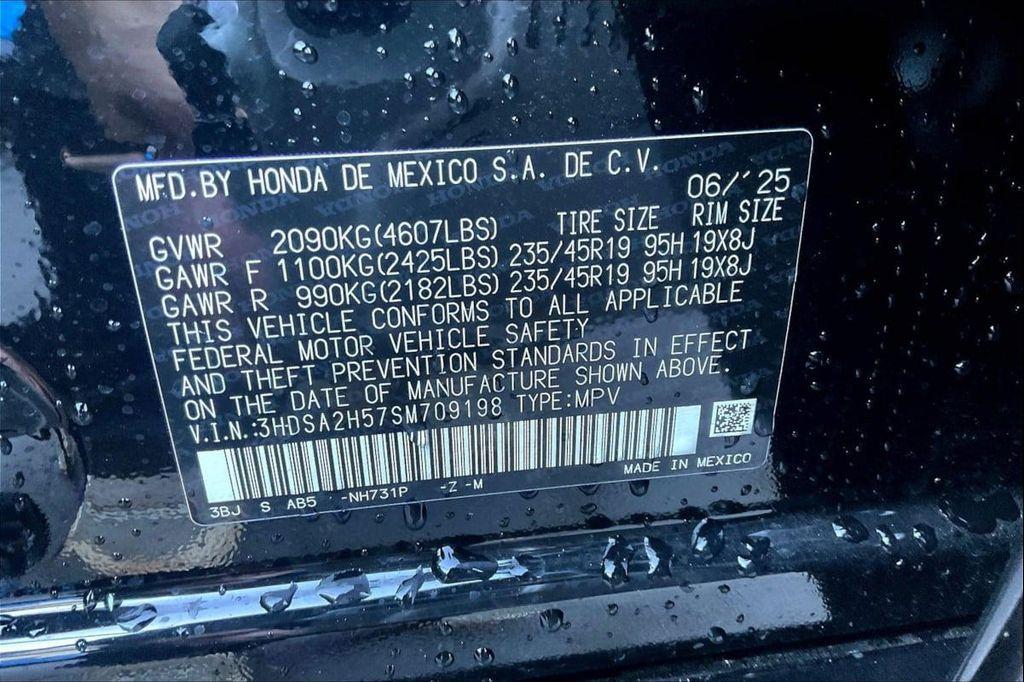 MFD.BY HONDA DE MEXICO S.A. DE C.V.
06/'25
GVWR 2090KG(4607LBS) TIRE SIZE RIM SIZE
GAWR F 1100KG(2425LBS) 235/45R19 95H 19X8J
GAWR R 990KG(2182LBS) 235/45R19 95H 19X8J
THIS VEHICLE CONFORMS TO ALL APPLICABLE
FEDERAL MOTOR VEHICLE SAFETY
AND THEFT PREVENTION STANDARDS IN EFFECT
ON THE DATE OF MANUFACTURE SHOWN ABOVE.
V.I.N.:3HDSA2H57SM709198 TYPE:MPV
MADE IN MEXICO
3BJ S AB5 -NH731P -Z -M